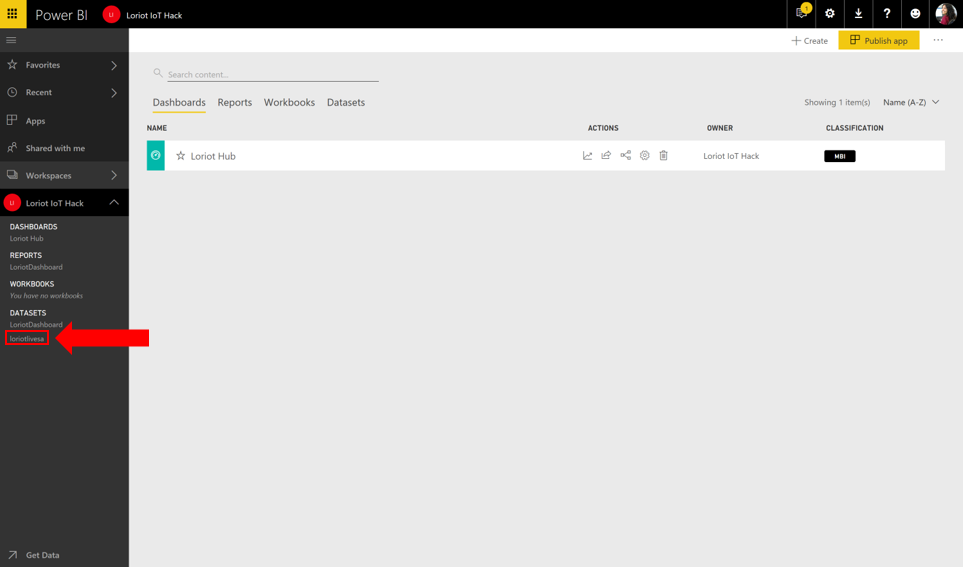 Power BI
LI
Loriot IoT Hack
1
?
Create
Publish app
Favorites
Recent
Apps
Shared with me
Workspaces
LI
Loriot IoT Hack
DASHBOARDS
Loriot Hub
REPORTS
LoriotDashboard
WORKBOOKS
You have no workbooks
DATASETS
LoriotDashboard
loriotlivesa
Get Data
Search content...
Dashboards Reports Workbooks Datasets
Showing 1 item(s) Name (A-Z)
NAME ACTIONS OWNER CLASSIFICATION
Loriot Hub Loriot IoT Hack MBI